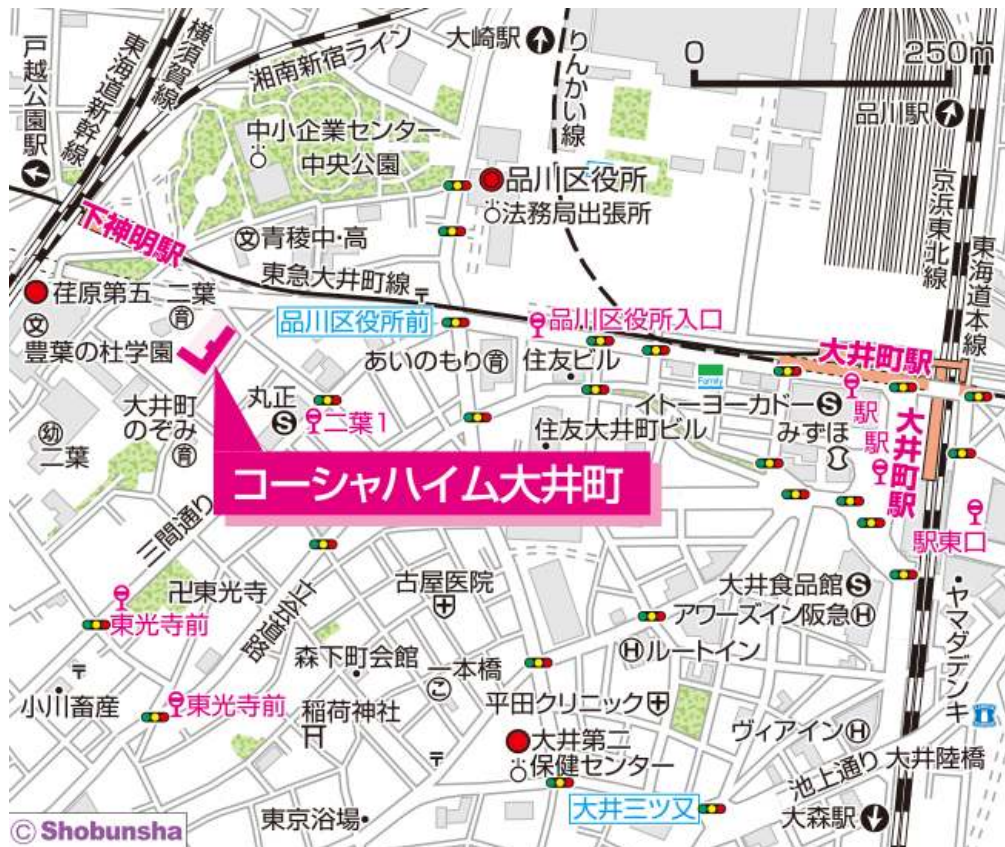 大崎駅
りんかい線
0 250m
品川駅
湘南新宿ライン
横須賀線
東海道新幹線
戸越公園駅
中小企業センター
中央公園
品川区役所
法務局出張所
京浜東北線
東海道本線
下神明駅
青稜中・高
文
東急大井町線
〒
荏原第五
二葉
育
文
豊葉の杜学園
品川区役所前
品川区役所入口
あいのもり育
住友ビル
Family
大井町駅
丸正
S
二葉1
イトーヨーカドーS
駅
みずほ
駅
大井町駅
住友大井町ビル
大井町
のぞみ
育
幼
二葉
コーシャハイム大井町
駅東口
三間通り
卍東光寺
東光寺前
立会道路
古屋医院
大井食品館S
アワーズイン阪急H
Hルートイン
ヤマダデンキ
〒
小川畜産
東光寺前
森下町会館
一本橋
こ
稲荷神社
平田クリニック
大井第二
保健センター
〒
ヴィアインH
池上通り
大井陸橋
大井三ツ又
東京浴場
大森駅
© Shobunsha